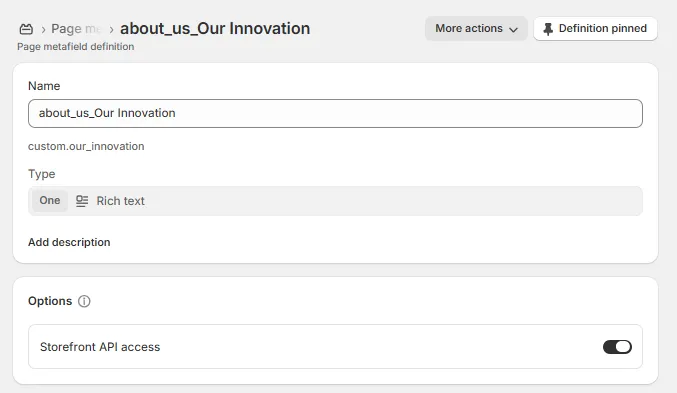 Page me
about_us_Our Innovation
More actions
Definition pinned
Page metafield definition
Name
about_us_Our Innovation
custom.our_innovation
Type
One
Rich text
Add description
Options
Storefront API access